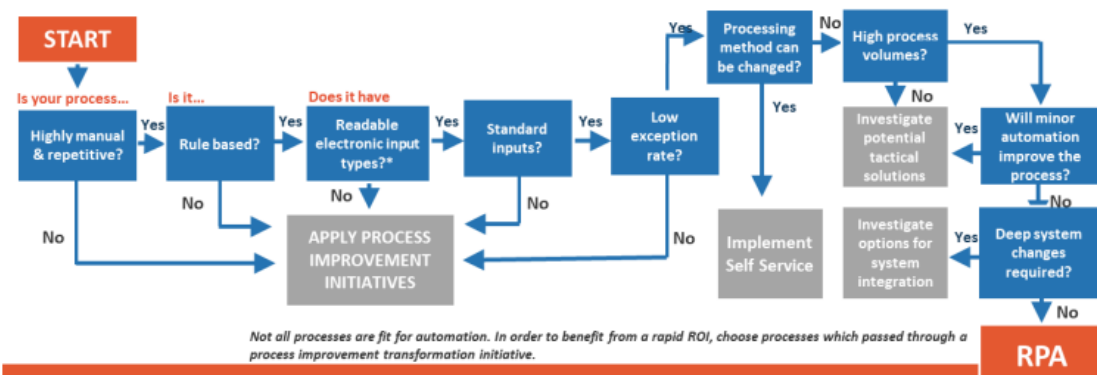 START
Is your process...
Highly manual
& repetitive?
Yes
No
Is it...
Rule based?
Yes
No
Does it have
Readable
electronic input
types?*
Yes
No
Standard
inputs?
Yes
No
Low
exception
rate?
Yes
No
APPLY PROCESS
IMPROVEMENT
INITIATIVES
Processing
method can
be changed?
No
Yes
Implement
Self Service
High process
volumes?
Yes
No
Investigate
potential
tactical
solutions
Will minor
automation
improve the
process?
Yes
No
Deep system
changes
required?
Yes
No
Investigate
options for
system
integration
RPA
Not all processes are fit for automation. In order to benefit from a rapid ROI, choose processes which passed through a
process improvement transformation initiative.